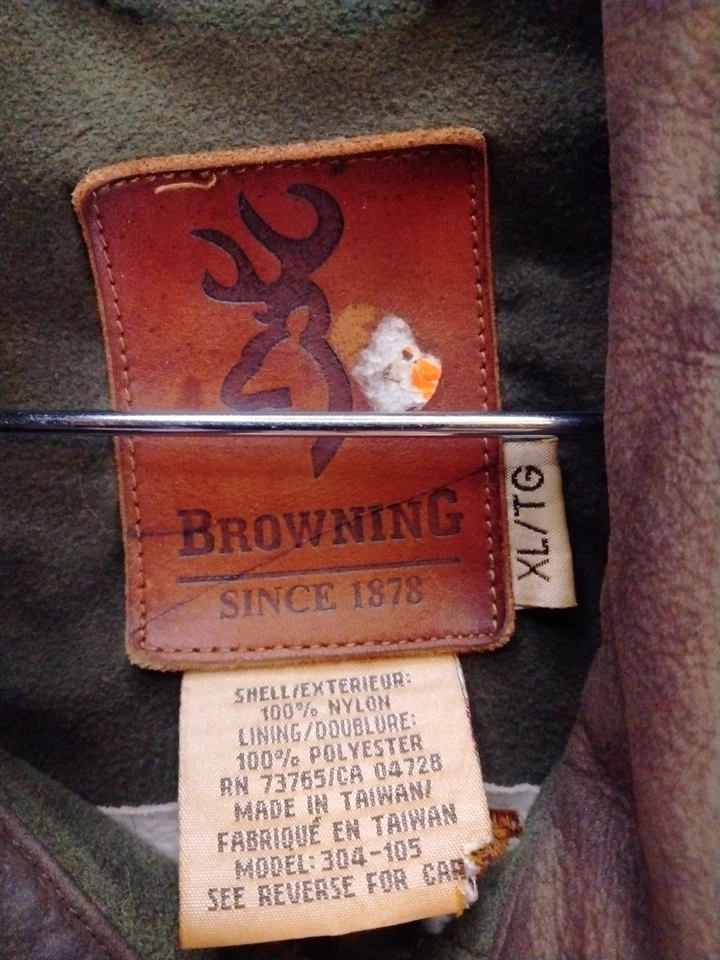 BROWNING
SINCE 1878
XL/TG
SHELL/EXTERIEUR:
100% NYLON
LINING/DOUBLURE:
100% POLYESTER
RN 73765/CA 04728
MADE IN TAIWAN/
FABRIQUÉ EN TAIWAN
MODEL: 304-105
SEE REVERSE FOR CAR